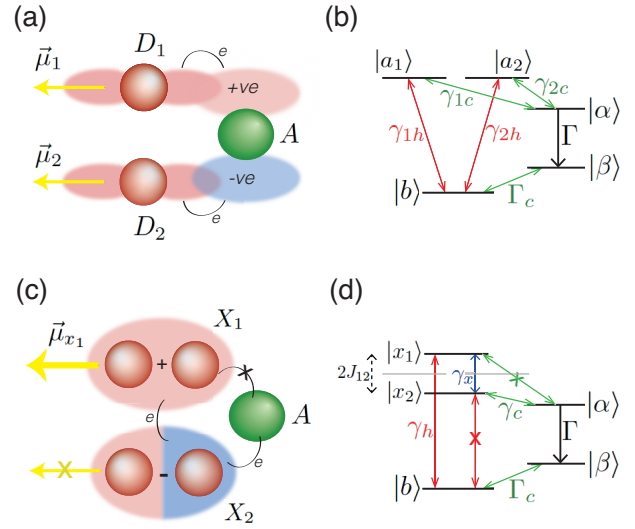 (a)
D₁
e
μ⃗₁
+ve
A
μ⃗₂
-ve
D₂
e
(b)
|a₁⟩ |a₂⟩
γ₁c γ₂c
|α⟩
γ₁h γ₂h Γ
|β⟩
|b⟩ Γc
(c)
μ⃗x₁ X₁
+
A
e
e
-
X₂
(d)
|x₁⟩
2J₁₂ γx
|x₂⟩
γc |α⟩
γh Γ
|β⟩
|b⟩ Γc